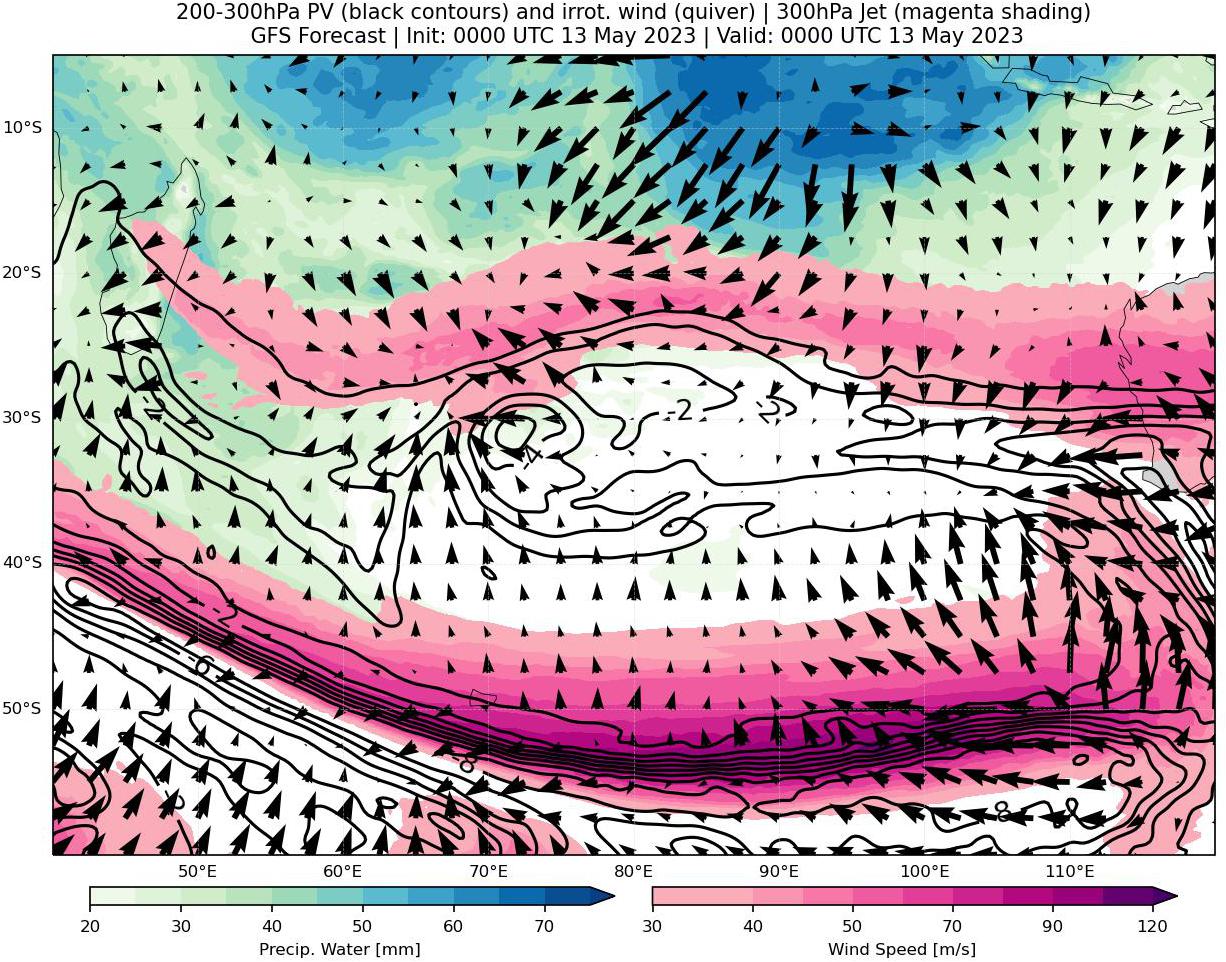 200-300hPa PV (black contours) and irrot. wind (quiver) | 300hPa Jet (magenta shading)
GFS Forecast | Init: 0000 UTC 13 May 2023 | Valid: 0000 UTC 13 May 2023
10°S
20°S
-2
-2
-2
30°S
-4
40°S
-2
-6
50°S
-8
50°E 60°E 70°E 80°E 90°E 100°E 110°E
20 30 40 50 60 70
30 40 50 70 90 120
Precip. Water [mm]
Wind Speed [m/s]